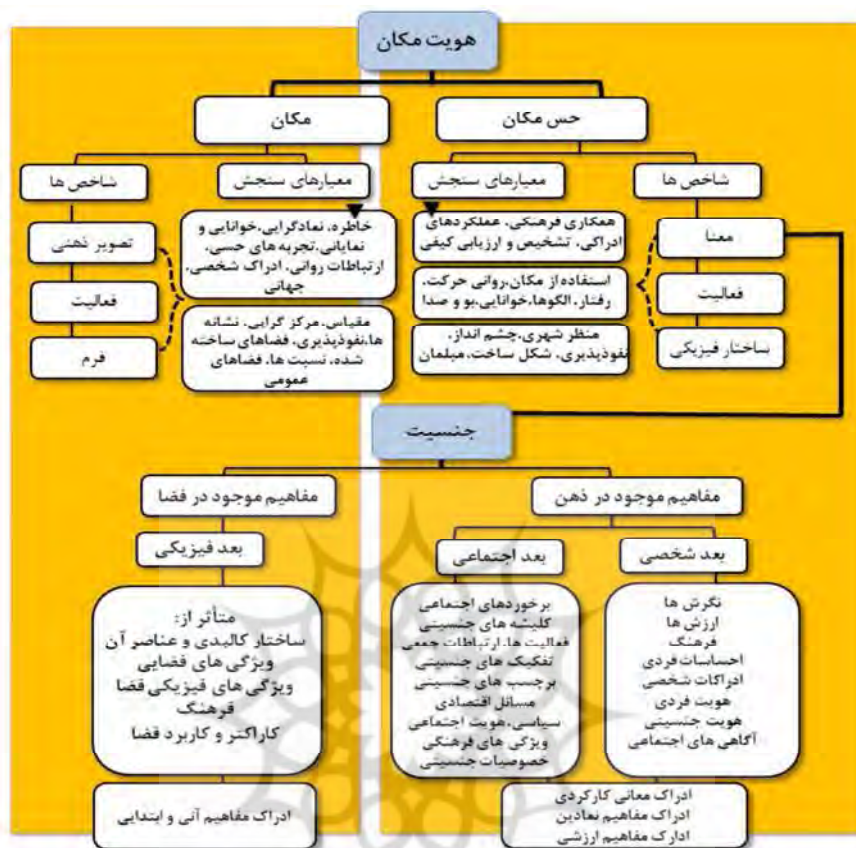 هویت مکان
حس مکان
مکان
شاخص ها
معیارهای سنجش
معیارهای سنجش
شاخص ها
معنا
فعالیت
ساختار فیزیکی
همکاری فرهنگی، عملکردهای
ادراکی، تشخیص و ارزیابی کیفی
استفاده از مکان،روانی حرکت،
رفتار، الگوها،خوانایی،بو و صدا
منظر شهری،چشم انداز،
نفوذپذیری، شکل ساخت،مبلمان
خاطره، نمادگرایی،خوانایی و
نمایانی،تجربه های حسی،
ارتباطات روانی، ادراک شخصی،
جهانی
مقیاس، مرکز گرایی، نشانه
ها،نفوذپذیری، فضاهای ساخته
شده، نسبت ها، فضاهای
عمومی
تصویر ذهنی
فعالیت
فرم
جنسیت
مفاهیم موجود در ذهن
مفاهیم موجود در فضا
بعد شخصی
بعد اجتماعی
بعد فیزیکی
نگرش ها
ارزش ها
فرهنگ
احساسات فردی
ادراکات شخصی
هویت فردی
هویت جنسیتی
آگاهی های اجتماعی
برخوردهای اجتماعی
کلیشه های جنسیتی
فعالیت ها،ارتباطات جمعی
تفکیک های جنسیتی
برچسب های جنسیتی
مسائل اقتصادی
سیاسی، هویت اجتماعی
ویژگی های فرهنگی
خصوصیات جنسیتی
متأثر از:
ساختار کالبدی و عناصر آن
ویژگی های فضایی
ویژگی های فیزیکی فضا
فرهنگ
کاراکتر و کاربرد فضا
ادراک معانی کارکردی
ادراک مفاهیم نمادین
ادارک مفاهیم ارزشی
ادراک مفاهیم آنی و ابتدایی